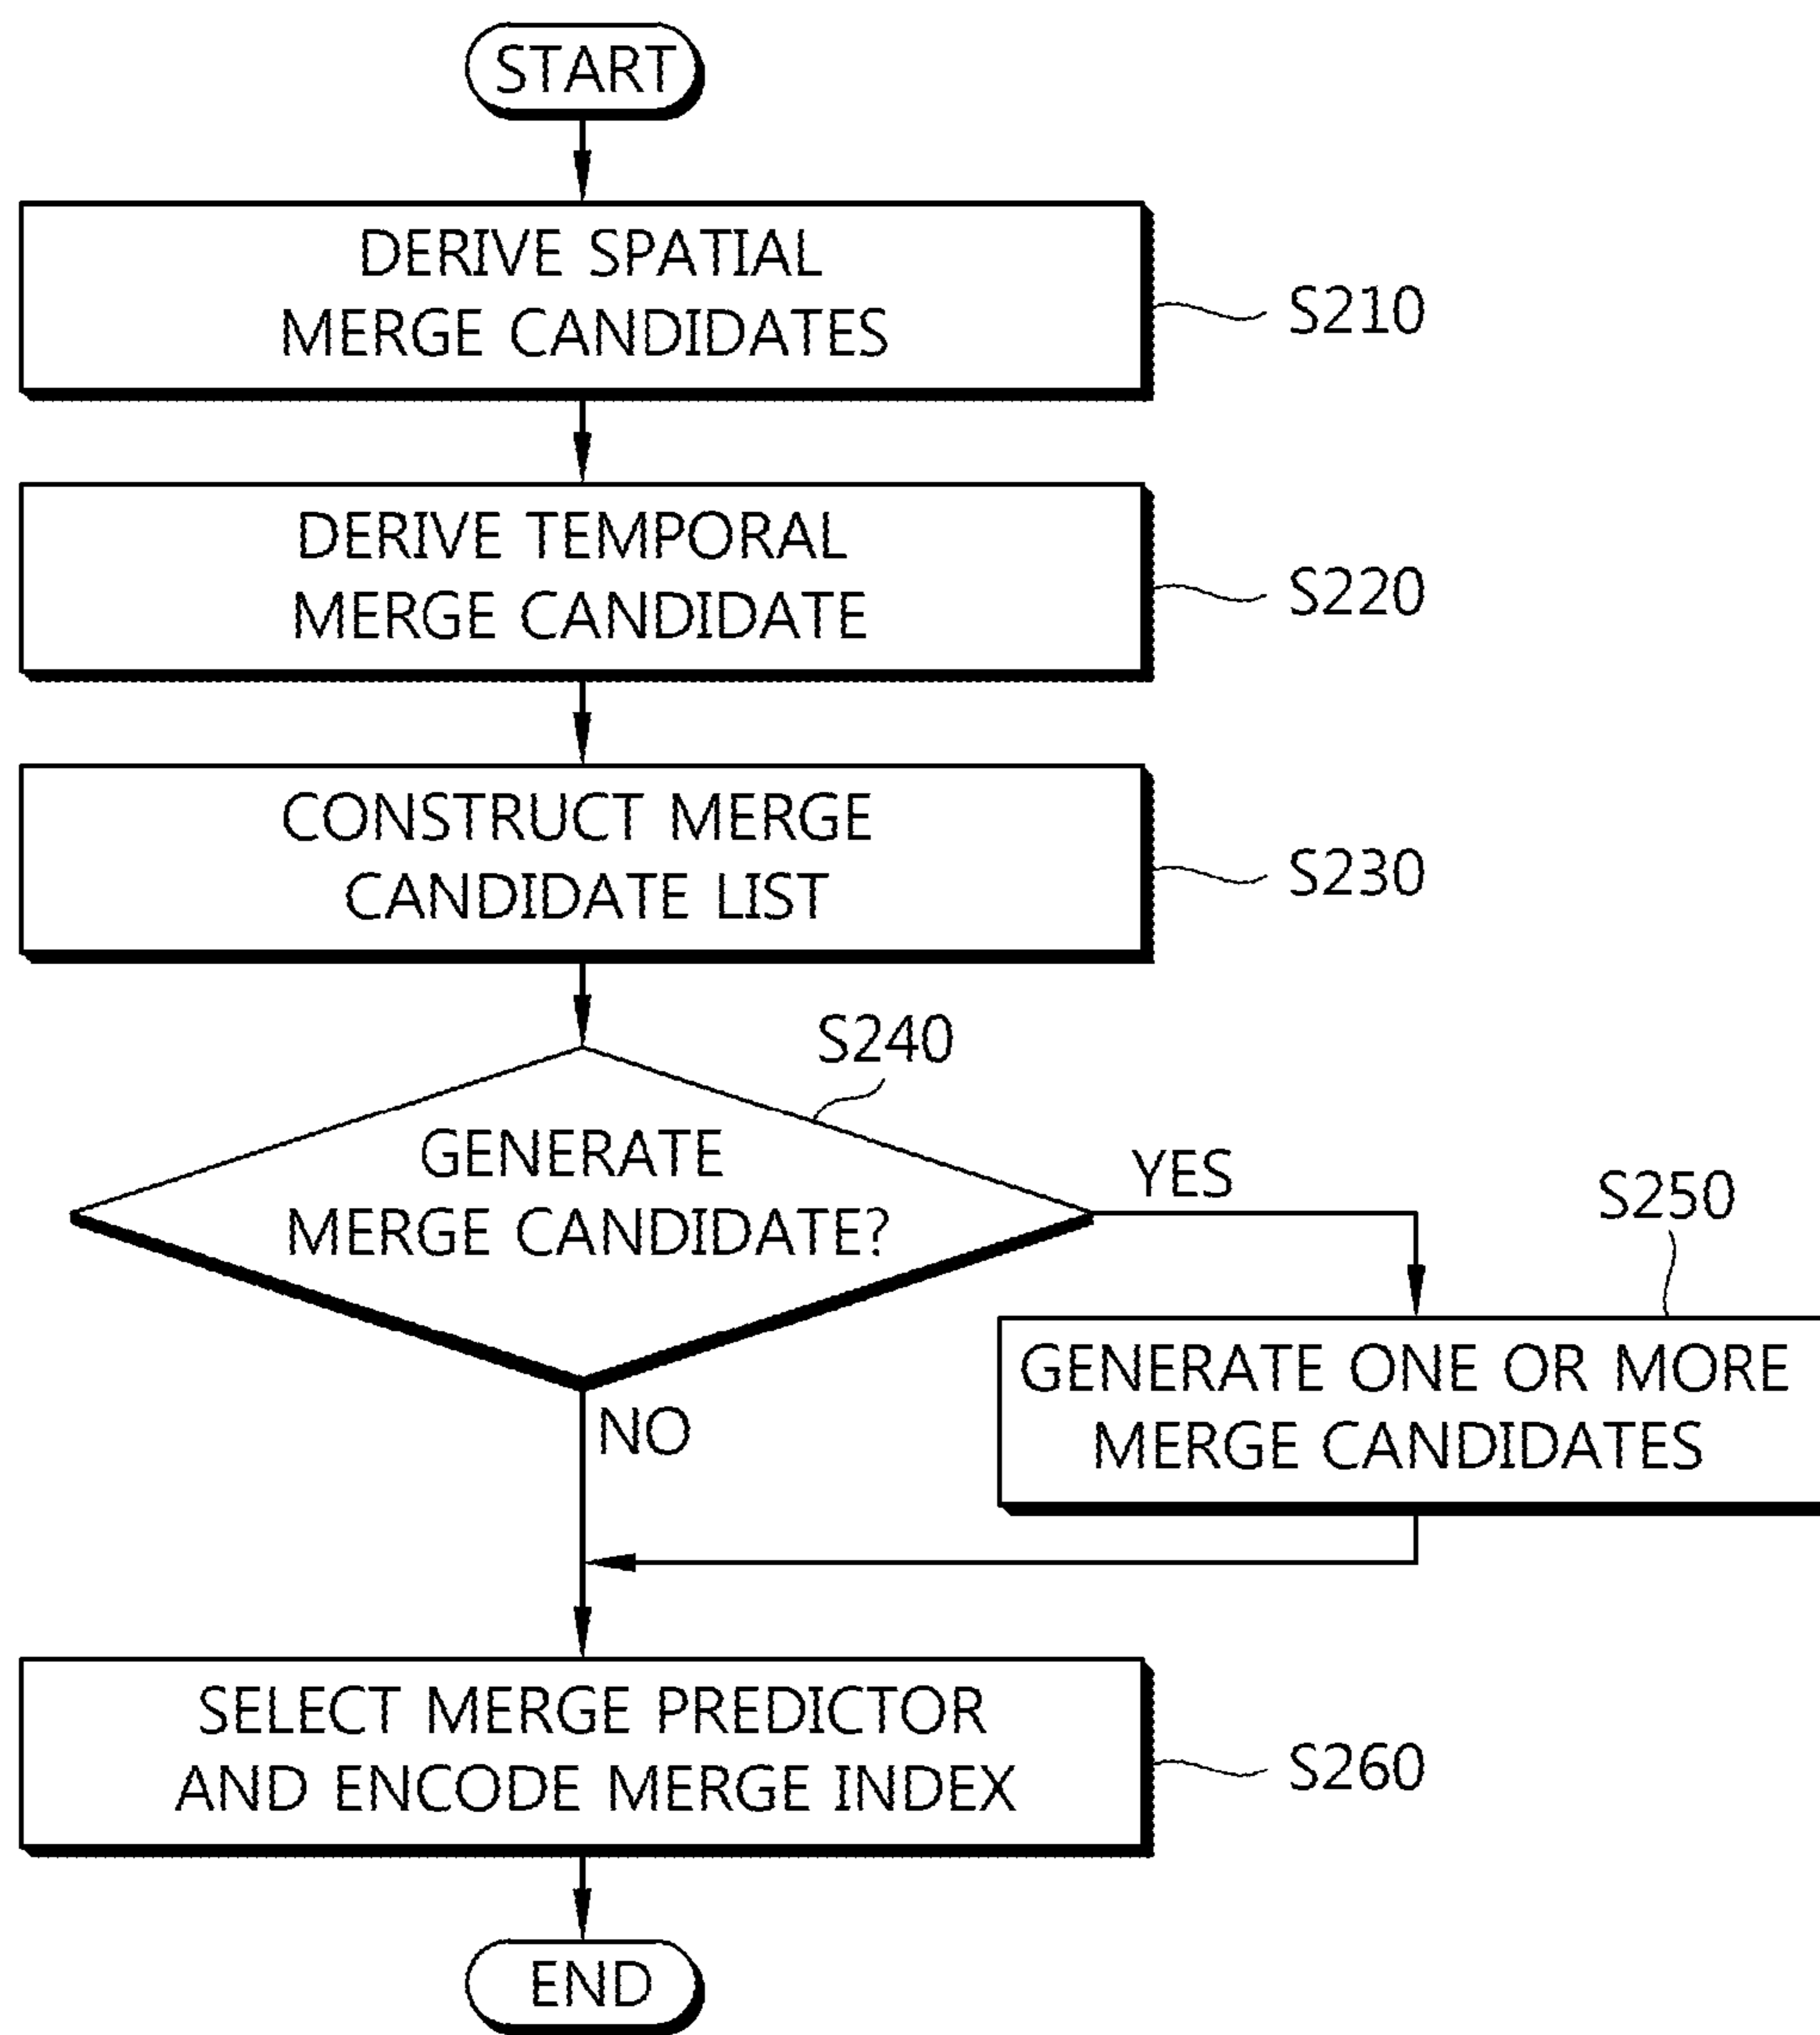 START
DERIVE SPATIAL
MERGE CANDIDATES
S210
DERIVE TEMPORAL
MERGE CANDIDATE
S220
CONSTRUCT MERGE
CANDIDATE LIST
S230
S240
GENERATE
MERGE CANDIDATE?
YES
S250
GENERATE ONE OR MORE
MERGE CANDIDATES
NO
SELECT MERGE PREDICTOR
AND ENCODE MERGE INDEX
S260
END